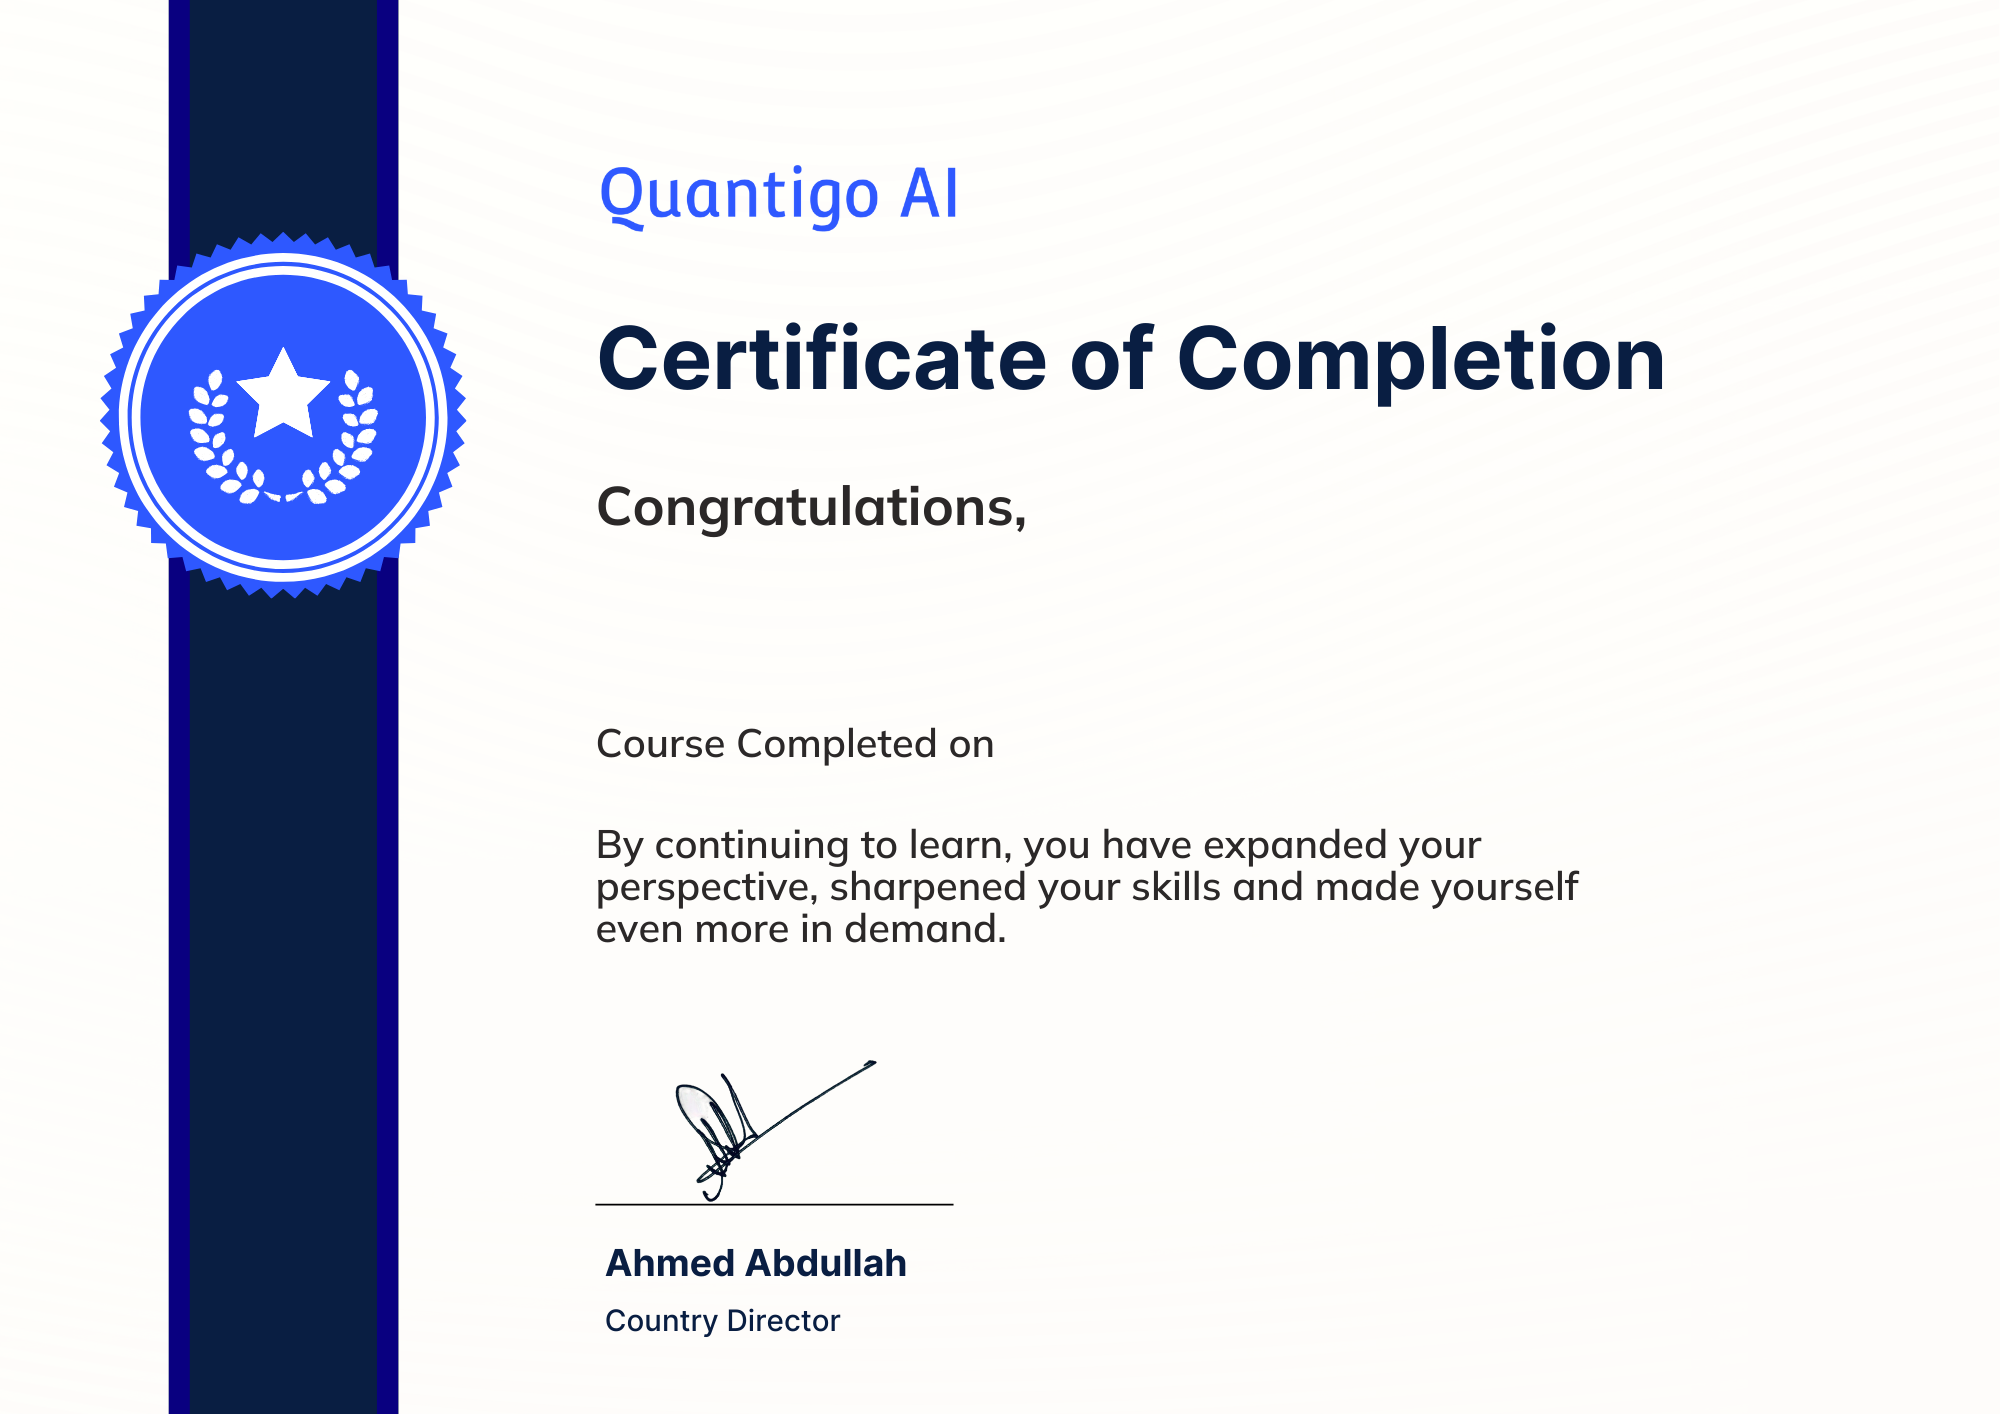 Quantigo AI
Certificate of Completion
Congratulations,
Course Completed on
By continuing to learn, you have expanded your
perspective, sharpened your skills and made yourself
even more in demand.
Ahmed Abdullah
Country Director